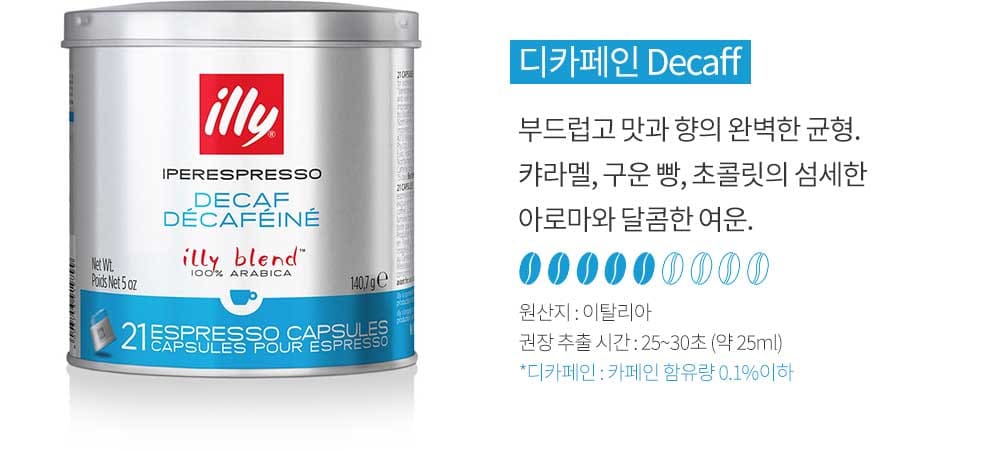 illy
IPERESPRESSO
DECAF
DÉCAFÉINÉ
illy blend™
100% ARABICA
Net Wt.
Poids Net 5 oz
140,7 g ℮
21 ESPRESSO CAPSULES
CAPSULES POUR ESPRESSO
디카페인 Decaff
부드럽고 맛과 향의 완벽한 균형.
캬라멜, 구운 빵, 초콜릿의 섬세한
아로마와 달콤한 여운.
원산지 : 이탈리아
권장 추출 시간 : 25~30초 (약 25ml)
*디카페인 : 카페인 함유량 0.1%이하